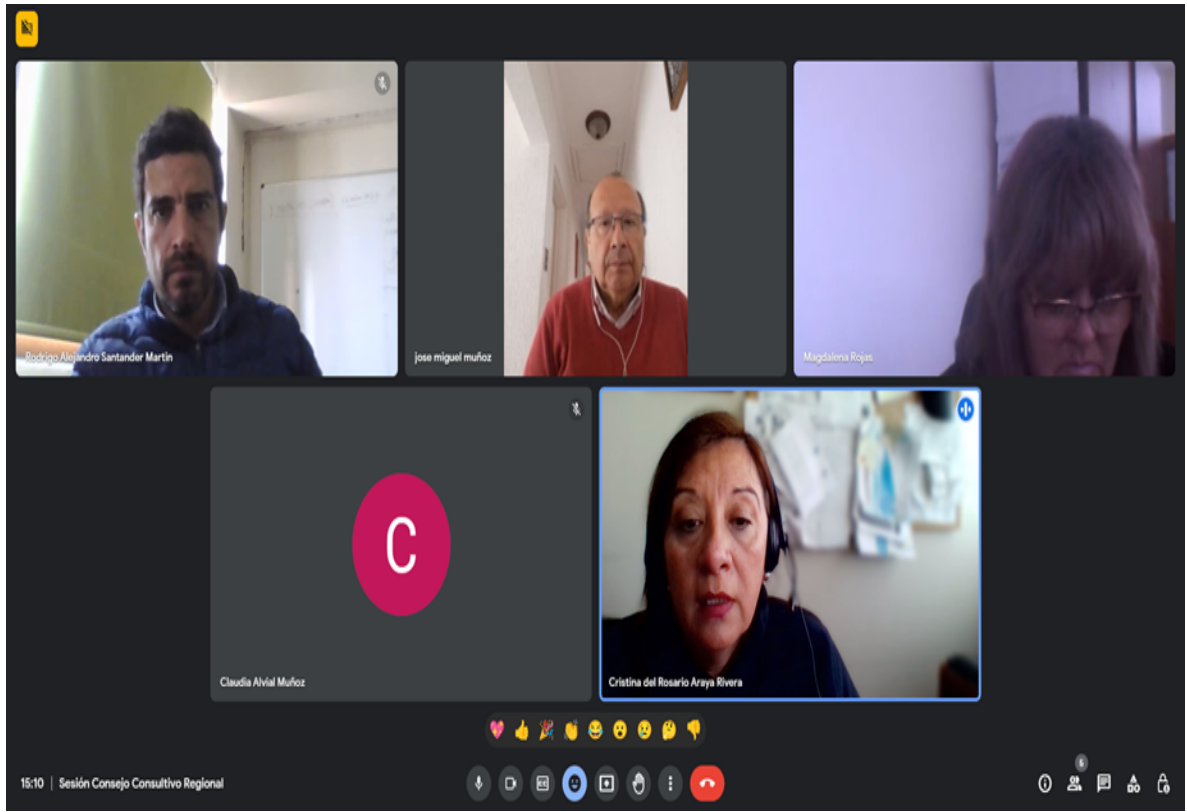 Rodrigo Alejandro Santander Martin
jose miguel muñoz
Magdalena Rojas
C
Claudia Alvial Muñoz
Cristina del Rosario Araya Rivera
15:10 | Sesión Consejo Consultivo Regional
6